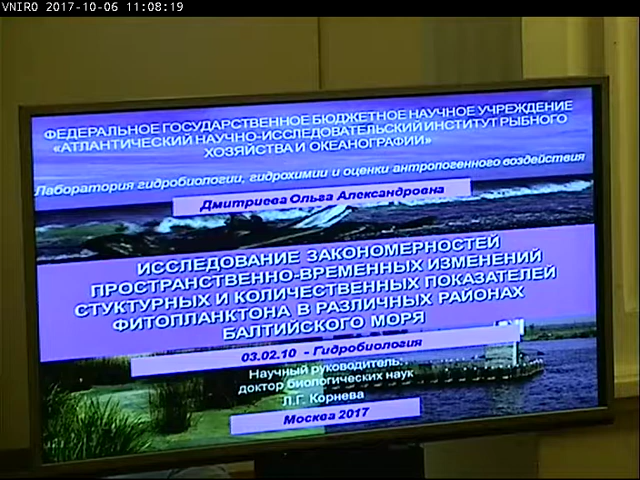 VNIRO 2017-10-06 11:08:19
ФЕДЕРАЛЬНОЕ ГОСУДАРСТВЕННОЕ БЮДЖЕТНОЕ НАУЧНОЕ УЧРЕЖДЕНИЕ
«АТЛАНТИЧЕСКИЙ НАУЧНО-ИССЛЕДОВАТЕЛЬСКИЙ ИНСТИТУТ РЫБНОГО
ХОЗЯЙСТВА И ОКЕАНОГРАФИИ»
Лаборатория гидробиологии, гидрохимии и оценки антропогенного воздействия
Дмитриева Ольга Александровна
ИССЛЕДОВАНИЕ ЗАКОНОМЕРНОСТЕЙ
ПРОСТРАНСТВЕННО-ВРЕМЕННЫХ ИЗМЕНЕНИЙ
СТУКТУРНЫХ И КОЛИЧЕСТВЕННЫХ ПОКАЗАТЕЛЕЙ
ФИТОПЛАНКТОНА В РАЗЛИЧНЫХ РАЙОНАХ
БАЛТИЙСКОГО МОРЯ
03.02.10 - Гидробиология
Научный руководитель:
доктор биологических наук
Л.Г. Корнева
Москва 2017